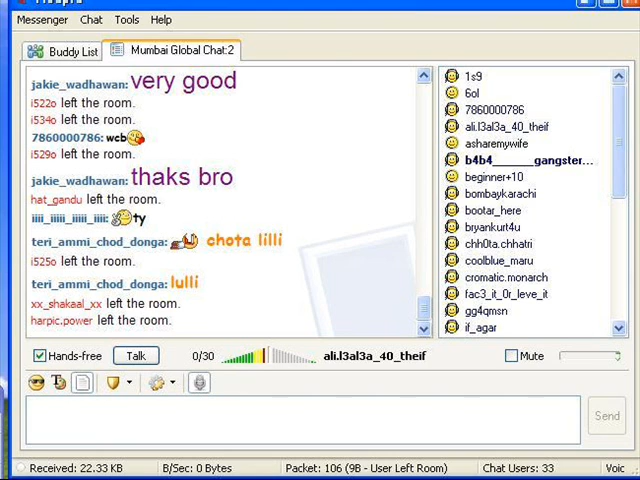 Messenger Chat Tools Help
Buddy List Mumbai Global Chat:2
jakie_wadhawan: very good
i522o left the room.
i534o left the room.
7860000786: wcb
i529o left the room.
jakie_wadhawan: thaks bro
hat_gandu left the room.
iiii_iiiii_iiiii_iiii: ty
teri_ammi_chod_donga: chota lilli
i525o left the room.
teri_ammi_chod_donga: lulli
xx_shakaal_xx left the room.
harpic.power left the room.
1s9
6ol
7860000786
ali.l3al3a_40_theif
asharemywife
b4b4______gangster...
beginner+10
bombaykarachi
bootar_here
bryankurt4u
chh0ta.chhatri
coolblue_maru
cromatic.monarch
fac3_it_0r_leve_it
gg4qmsn
if_agar
Hands-free Talk 0/30 ali.l3al3a_40_theif Mute
Send
Received: 22.33 KB B/Sec: 0 Bytes Packet: 106 (9B - User Left Room) Chat Users: 33 Voic